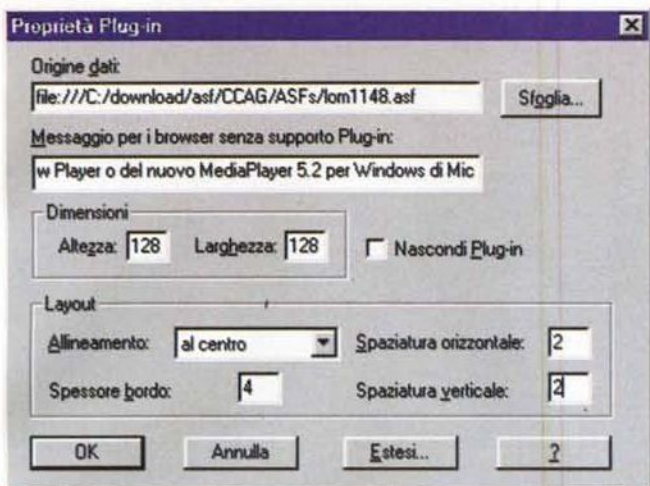 Proprietà Plug-in
Origine dati:
file:///C:/download/asf/CCAG/ASFs/lom1148.asf
Sfoglia...
Messaggio per i browser senza supporto Plug-in:
w Player o del nuovo MediaPlayer 5.2 per Windows di Mic
Dimensioni
Altezza: 128 Larghezza: 128
Nascondi Plug-in
Layout
Allineamento: al centro
Spaziatura orizzontale: 2
Spessore bordo: 4
Spaziatura verticale: 2
OK Annulla Estesi... ?